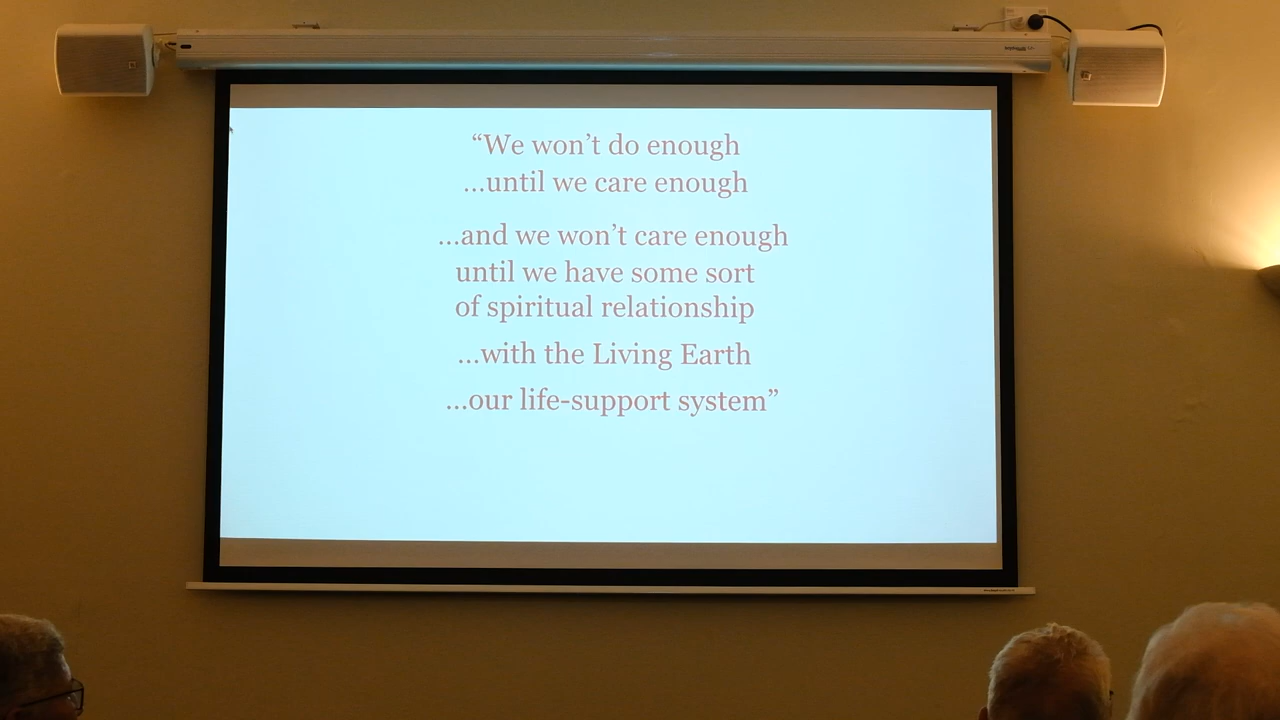 “We won’t do enough
...until we care enough
...and we won’t care enough
until we have some sort
of spiritual relationship
...with the Living Earth
...our life-support system”